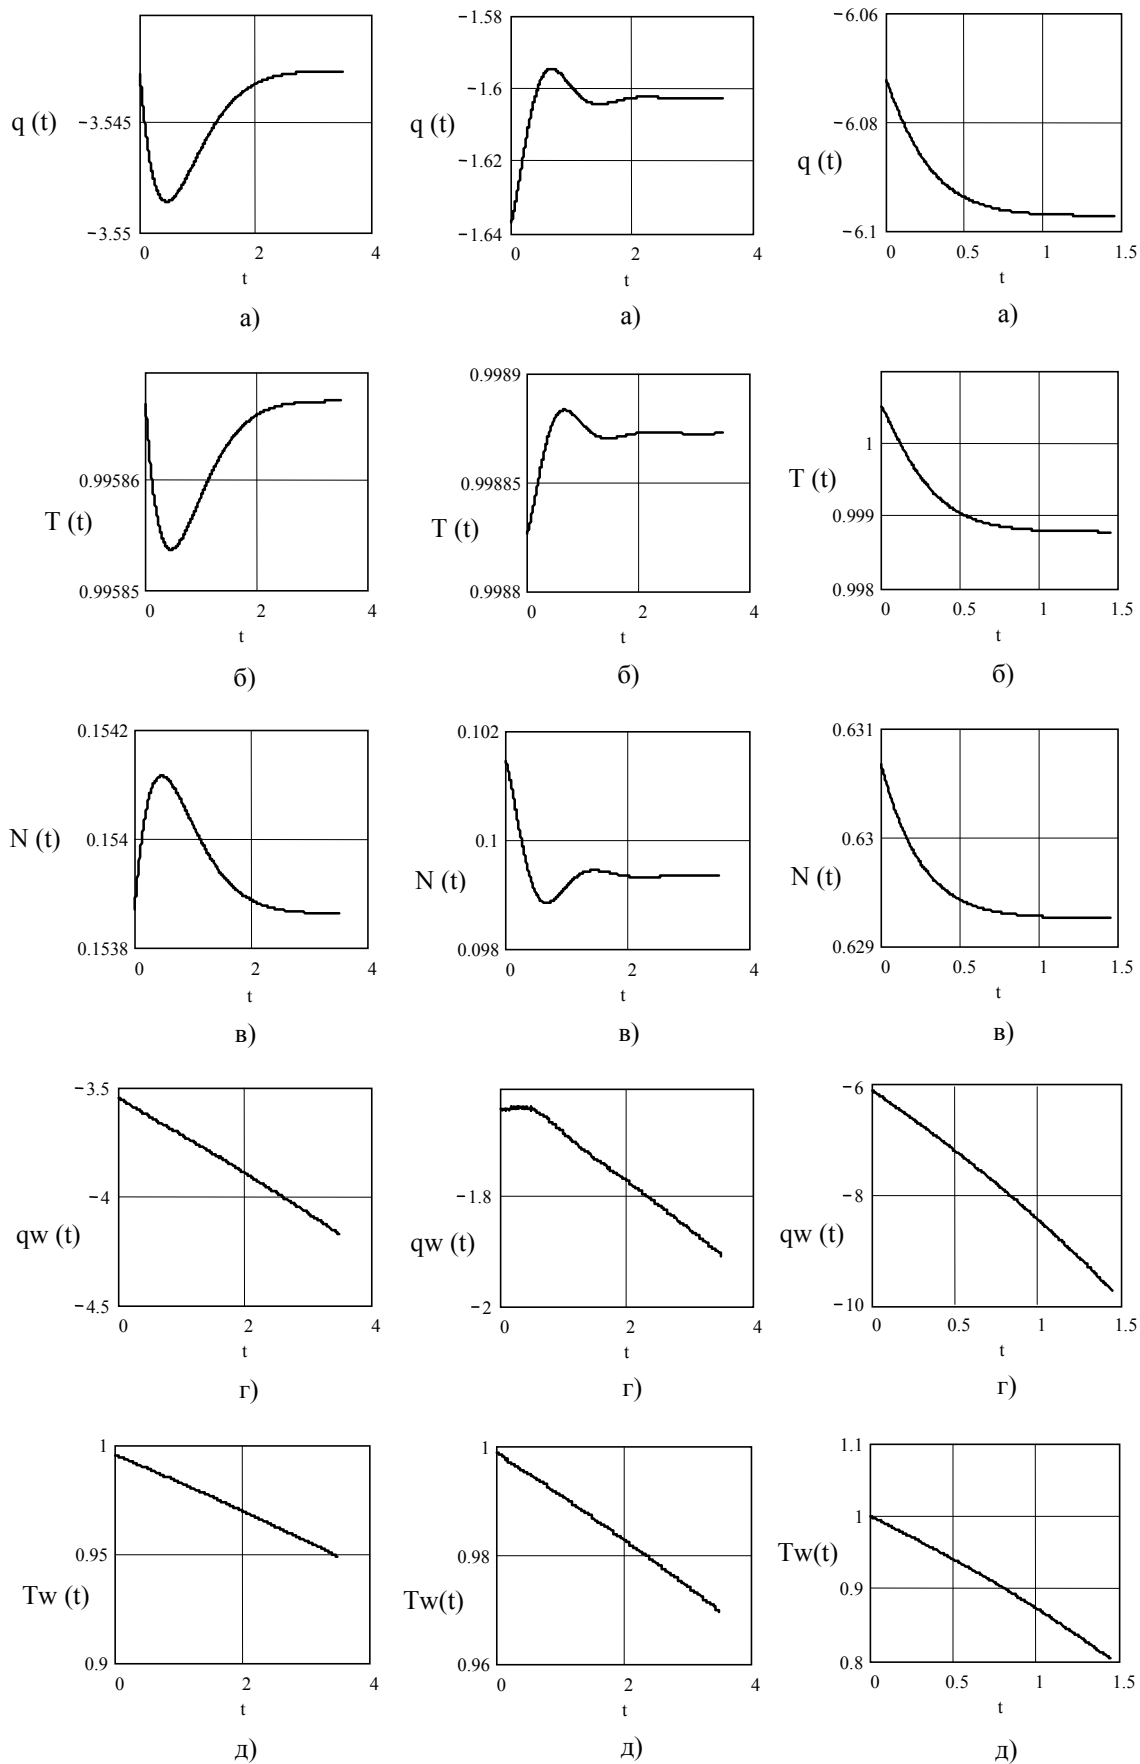 q (t)
−3.545
−3.55
0 2 4
t
а)
−1.58
−1.6
q (t)
−1.62
−1.64
0 2 4
t
а)
−6.06
−6.08
q (t)
−6.1
0 0.5 1 1.5
t
а)
0.99586
T (t)
0.99585
0 2 4
t
б)
0.9989
0.99885
T (t)
0.9988
0 2 4
t
б)
1
T (t)
0.999
0.998
0 0.5 1 1.5
t
б)
0.1542
N (t)
0.154
0.1538
0 2 4
t
в)
0.102
0.1
N (t)
0.098
0 2 4
t
в)
0.631
0.63
N (t)
0.629
0 0.5 1 1.5
t
в)
−3.5
−4
qw (t)
−4.5
0 2 4
t
г)
−1.8
qw (t)
−2
0 2 4
t
г)
−6
−8
qw (t)
−10
0 0.5 1 1.5
t
г)
1
0.95
Tw (t)
0.9
0 2 4
t
д)
1
0.98
Tw(t)
0.96
0 2 4
t
д)
1.1
1
Tw(t)
0.9
0.8
0 0.5 1 1.5
t
д)